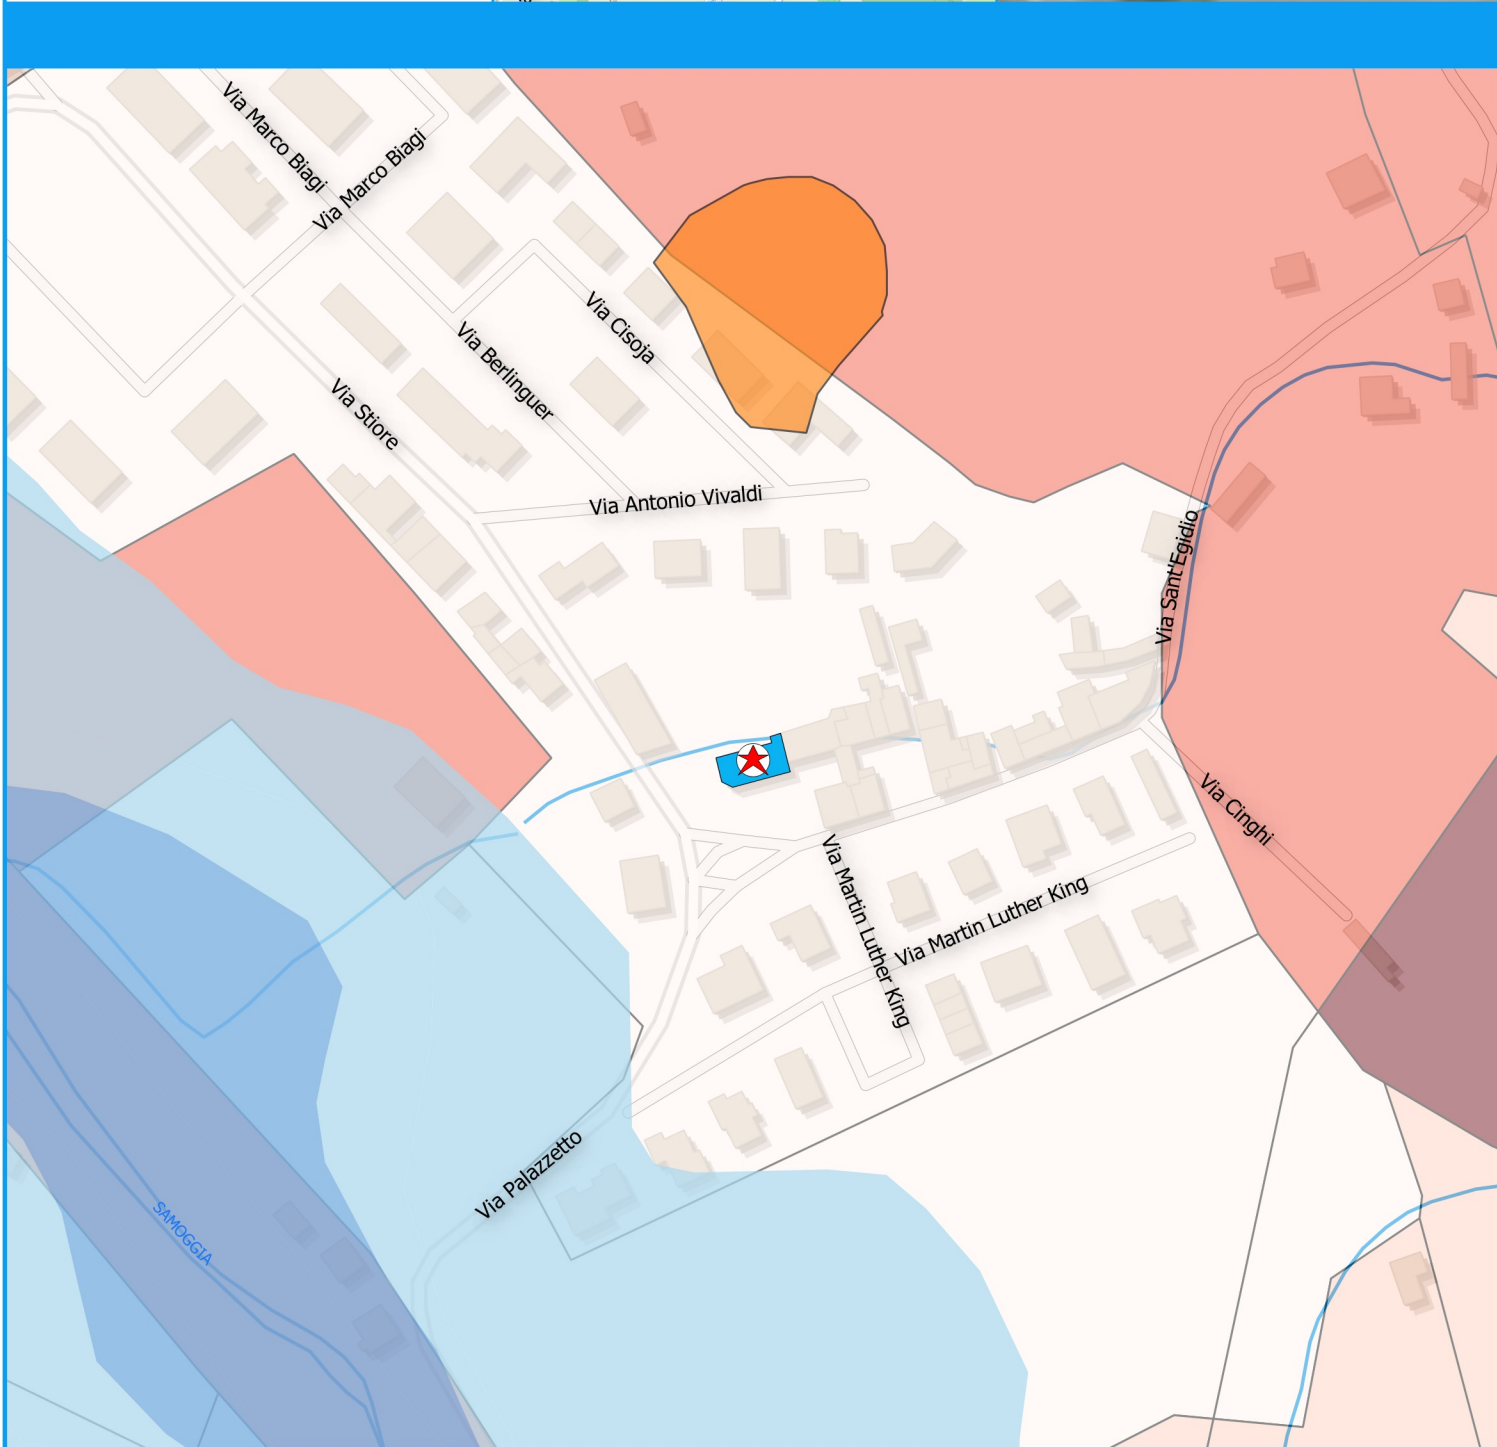 Via Marco Biagi
Via Marco Biagi
Via Cisoja
Via Berlinguer
Via Stiore
Via Antonio Vivaldi
Via Sant'Egidio
Via Cinghi
Via Martin Luther King
Via Martin Luther King
Via Palazzetto
SAMOGGIA